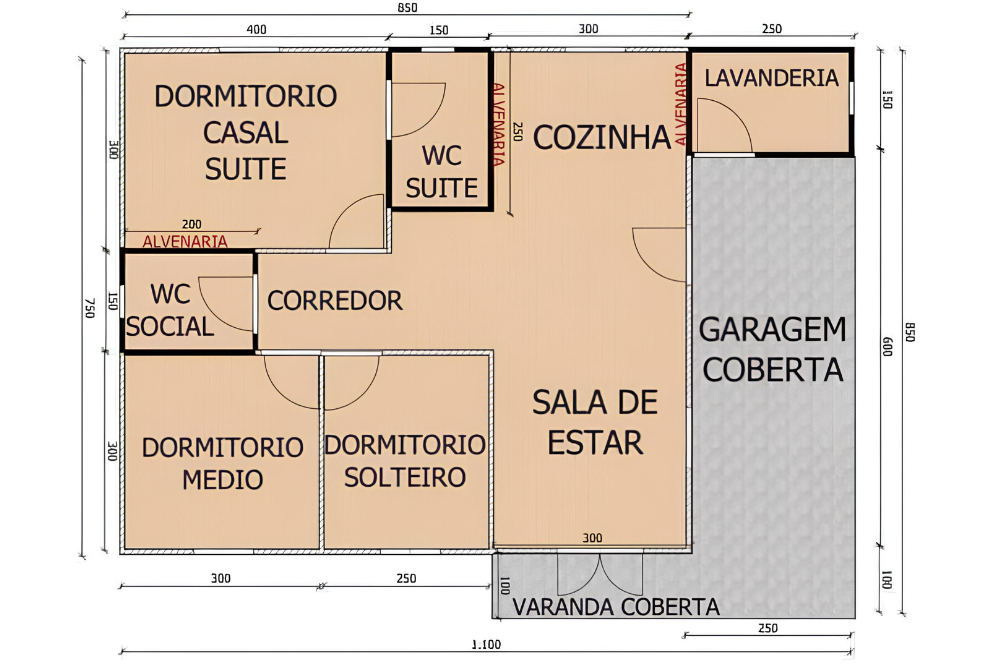 850
400
150
300
250
DORMITORIO
CASAL
SUITE
WC
SUITE
COZINHA
LAVANDERIA
ALVENARIA
ALVENARIA
250
300
150
200
ALVENARIA
WC
SOCIAL
CORREDOR
750
150
GARAGEM
COBERTA
600
850
SALA DE
ESTAR
DORMITORIO
MEDIO
DORMITORIO
SOLTEIRO
300
300
300
250
100
VARANDA COBERTA
100
250
1.100